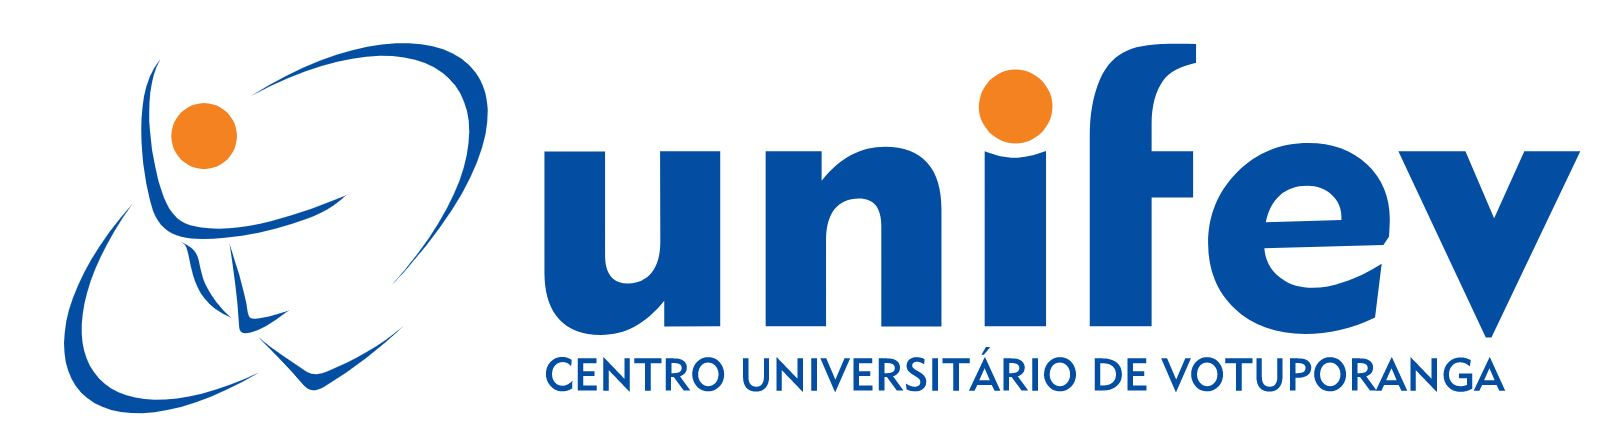 unifev
CENTRO UNIVERSITÁRIO DE VOTUPORANGA